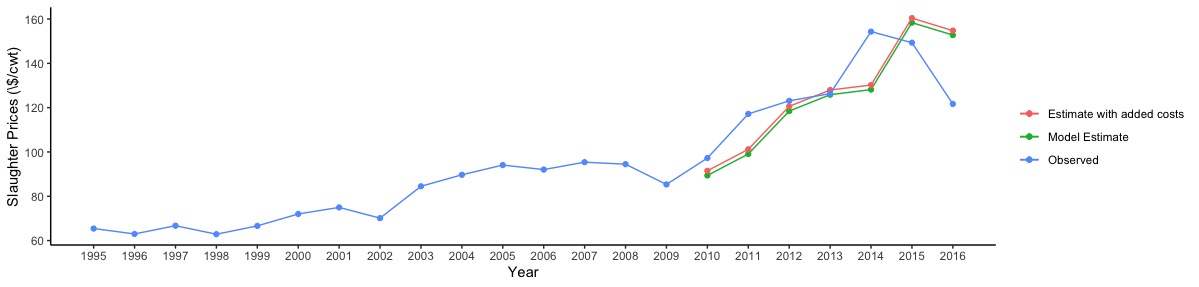 Slaughter Prices (\$/cwt)
160
140
120
100
80
60
1995 1996 1997 1998 1999 2000 2001 2002 2003 2004 2005 2006 2007 2008 2009 2010 2011 2012 2013 2014 2015 2016
Year
Estimate with added costs
Model Estimate
Observed